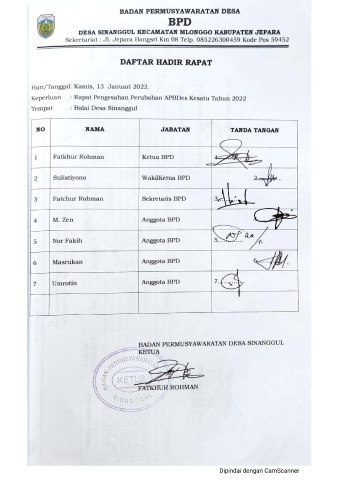 BADAN PERMUSYAWARATAN DESA
BPD
DESA SINANGGUL KECAMATAN MLONGGO KABUPATEN JEPARA
Sekretariat : Jl. Jepara Bangsri Km 08 Telp. 085226300459 Kode Pos 59452
DAFTAR HADIR RAPAT
Hari/Tanggal: Kamis, 13 Januari 2022.
Keperluan : Rapat Pengesahan Perubahan APBDes Kesatu Tahun 2022
Tempat : Balai Desa Sinanggul
NO NAMA JABATAN TANDA TANGAN
1 Fatkhur Rohman Ketua BPD 1
2 Sulistiyono WakilKetua BPD 2
3 Fatchur Rohman Sekretaris BPD 3
4 M. Zen Anggota BPD
5 Nur Fakih Anggota BPD 5
6 Masrukan Anggota BPD 6
7 Umrotin Anggota BPD 7
BADAN PERMUSYAWARATAN DESA SINANGGUL
KETUA
BADAN PERMUSYAWARATAN
KETUA
SINANGGUL
FATKHUR ROHMAN
Dipindai dengan CamScanner